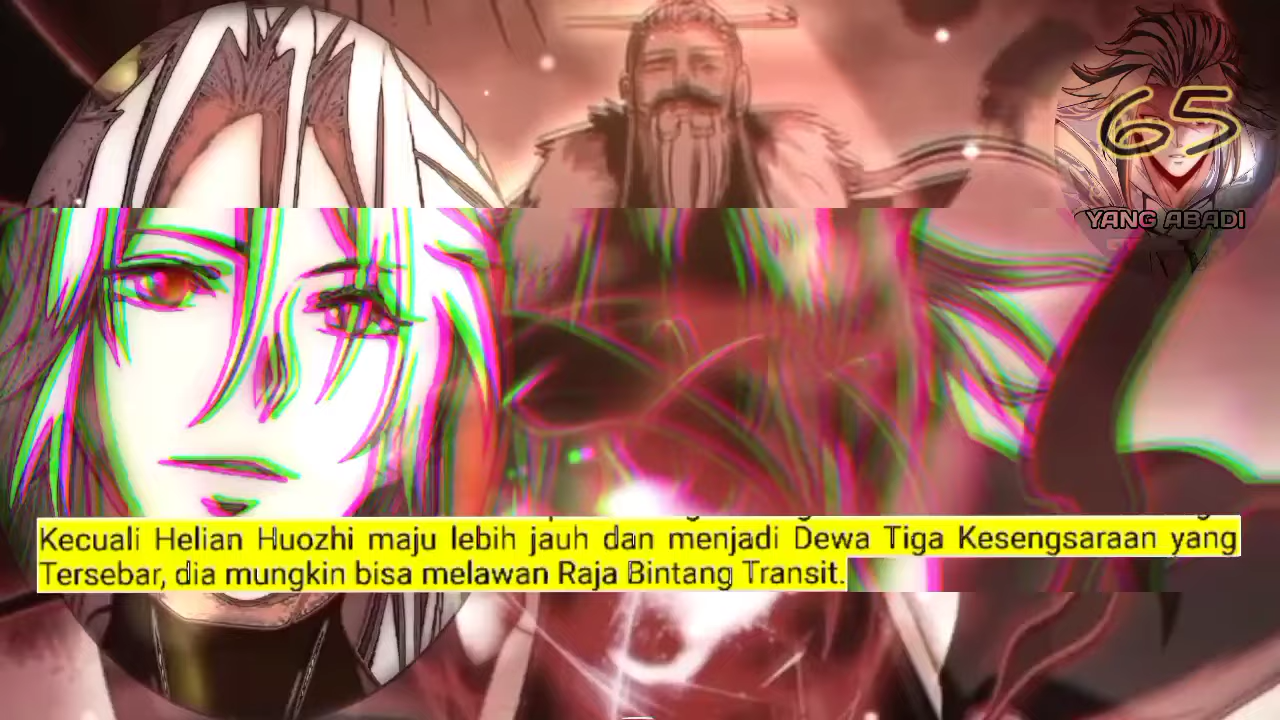 65
YANG ABADI
Kecuali Helian Huozhi maju lebih jauh dan menjadi Dewa Tiga Kesengsaraan yang
Tersebar, dia mungkin bisa melawan Raja Bintang Transit.